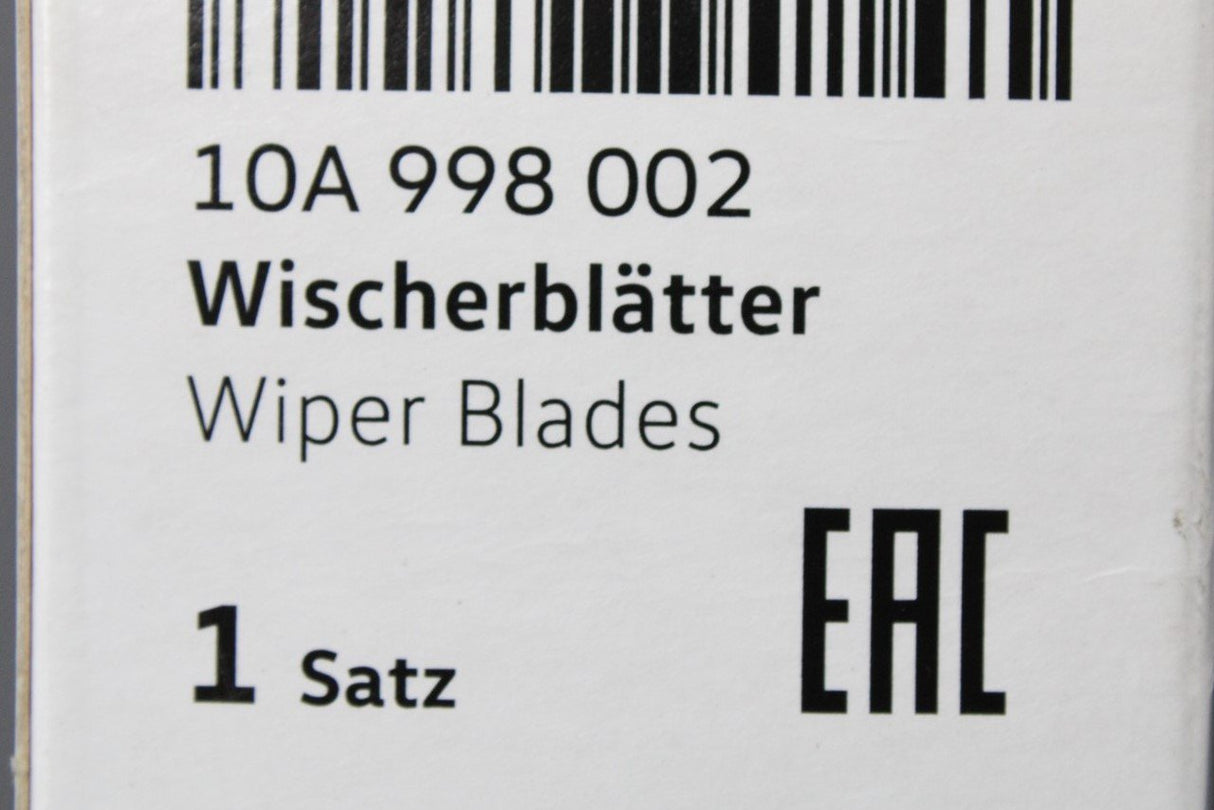 10A 998 002
Wischerblätter
Wiper Blades
1 Satz
EAC